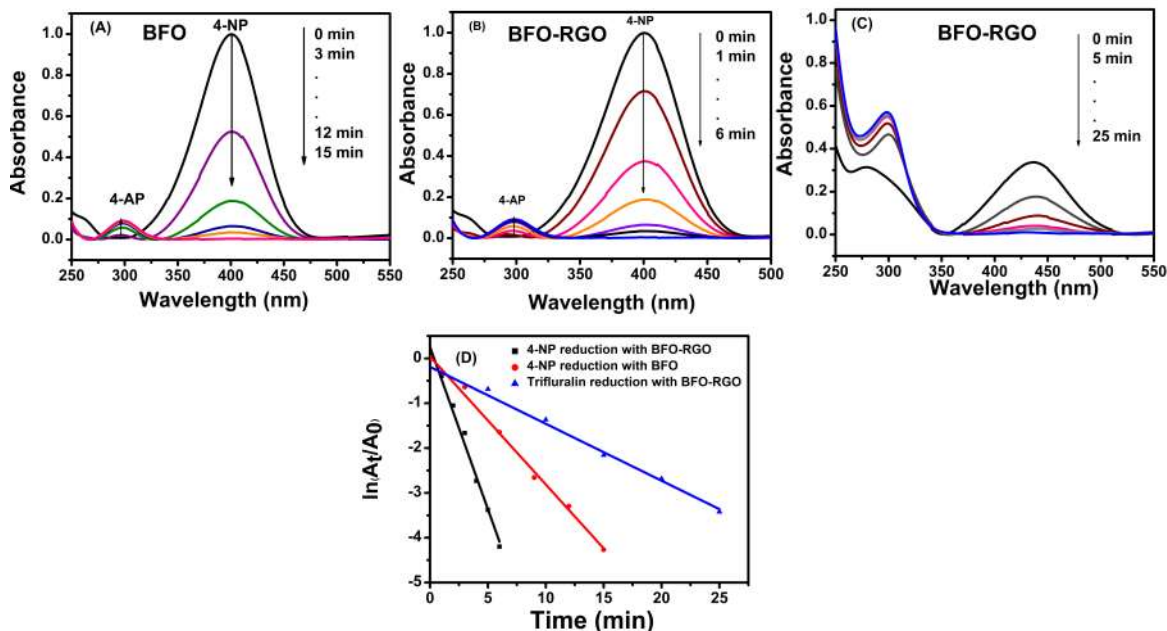 (A)
BFO
4-NP
0 min
3 min
.
.
.
12 min
15 min
4-AP
Absorbance
1.0
0.8
0.6
0.4
0.2
0.0
250 300 350 400 450 500 550
Wavelength (nm)
(B)
BFO-RGO
4-NP
0 min
1 min
.
.
.
6 min
4-AP
Absorbance
1.0
0.8
0.6
0.4
0.2
0.0
250 300 350 400 450 500 550
Wavelength (nm)
(C)
BFO-RGO
0 min
5 min
.
.
.
25 min
Absorbance
1.0
0.8
0.6
0.4
0.2
0.0
250 300 350 400 450 500 550
Wavelength (nm)
(D)
4-NP reduction with BFO-RGO
4-NP reduction with BFO
Trifluralin reduction with BFO-RGO
ln(At/A0)
0
-1
-2
-3
-4
-5
0 5 10 15 20 25
Time (min)